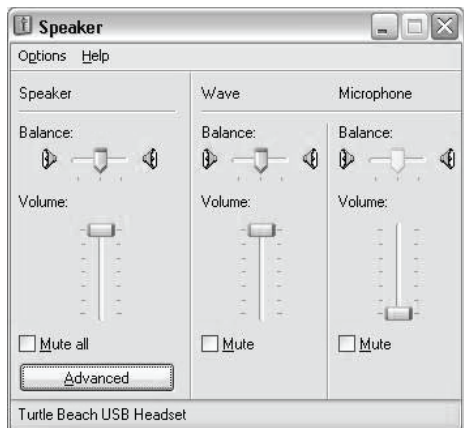 Speaker
Options Help
Speaker Wave Microphone
Balance: Balance: Balance:
Volume: Volume: Volume:
Mute all Mute Mute
Advanced
Turtle Beach USB Headset